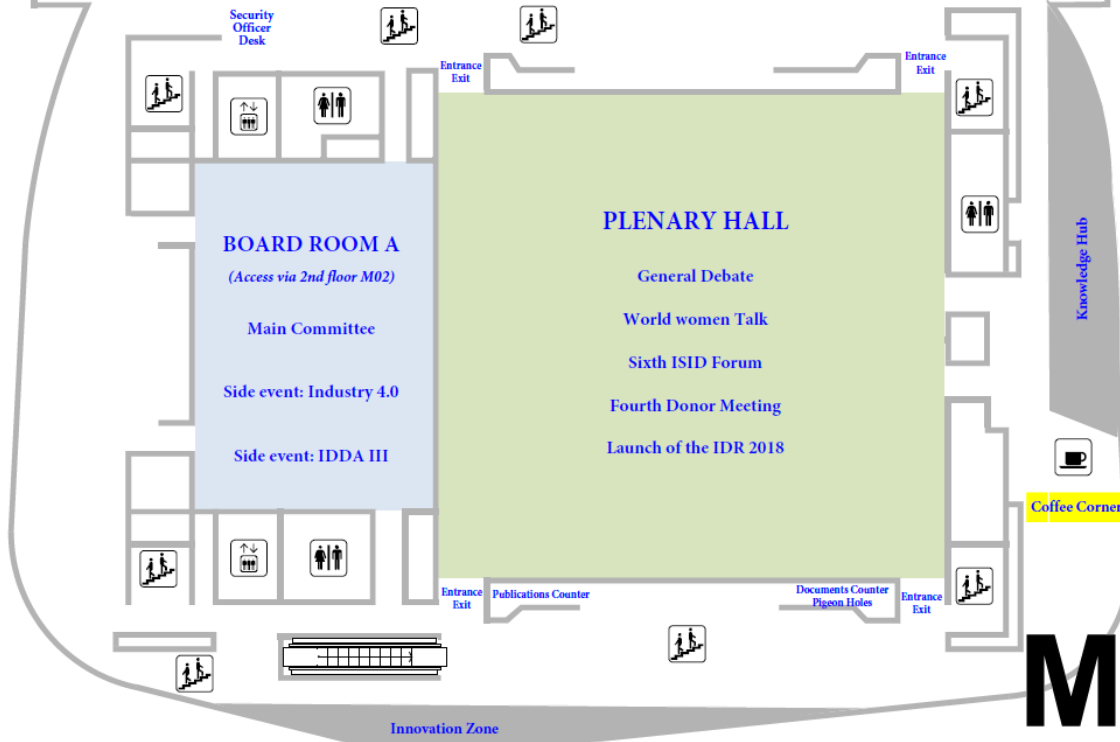 Security
Officer
Desk
Entrance
Exit
Entrance
Exit
BOARD ROOM A
(Access via 2nd floor M02)
Main Committee
Side event: Industry 4.0
Side event: IDDA III
PLENARY HALL
General Debate
World women Talk
Sixth ISID Forum
Fourth Donor Meeting
Launch of the IDR 2018
Knowledge Hub
Coffee Corner
Entrance
Exit
Publications Counter
Documents Counter
Pigeon Holes
Entrance
Exit
M
Innovation Zone